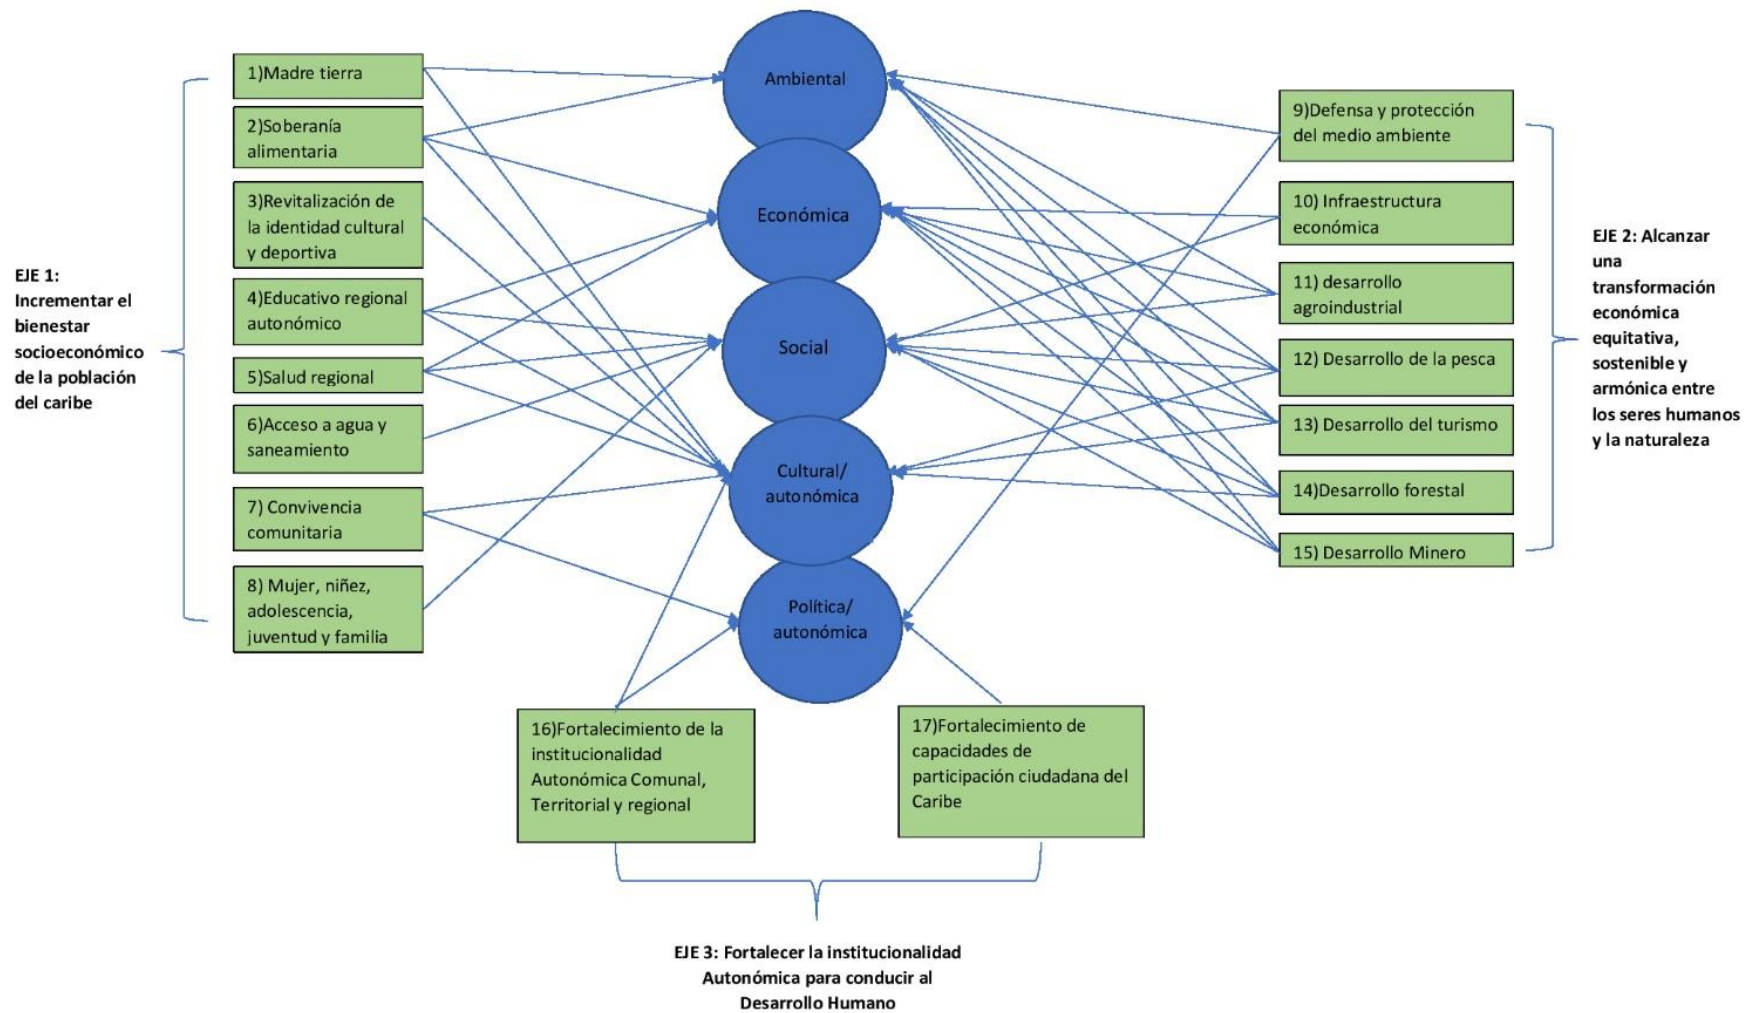 EJE 1:
Incrementar el
bienestar
socioeconómico
de la población
del caribe
1)Madre tierra
2)Soberanía
alimentaria
3)Revitalización de
la identidad cultural
y deportiva
4)Educativo regional
autonómico
5)Salud regional
6)Acceso a agua y
saneamiento
7) Convivencia
comunitaria
8) Mujer, niñez,
adolescencia,
juventud y familia
Ambiental
Económica
Social
Cultural/
autonómica
Política/
autonómica
9)Defensa y protección
del medio ambiente
10) Infraestructura
económica
11) desarrollo
agroindustrial
12) Desarrollo de la pesca
13) Desarrollo del turismo
14)Desarrollo forestal
15) Desarrollo Minero
EJE 2: Alcanzar
una
transformación
económica
equitativa,
sostenible y
armónica entre
los seres humanos
y la naturaleza
16)Fortalecimiento de la
institucionalidad
Autonómica Comunal,
Territorial y regional
17)Fortalecimiento de
capacidades de
participación ciudadana del
Caribe
EJE 3: Fortalecer la institucionalidad
Autonómica para conducir al
Desarrollo Humano